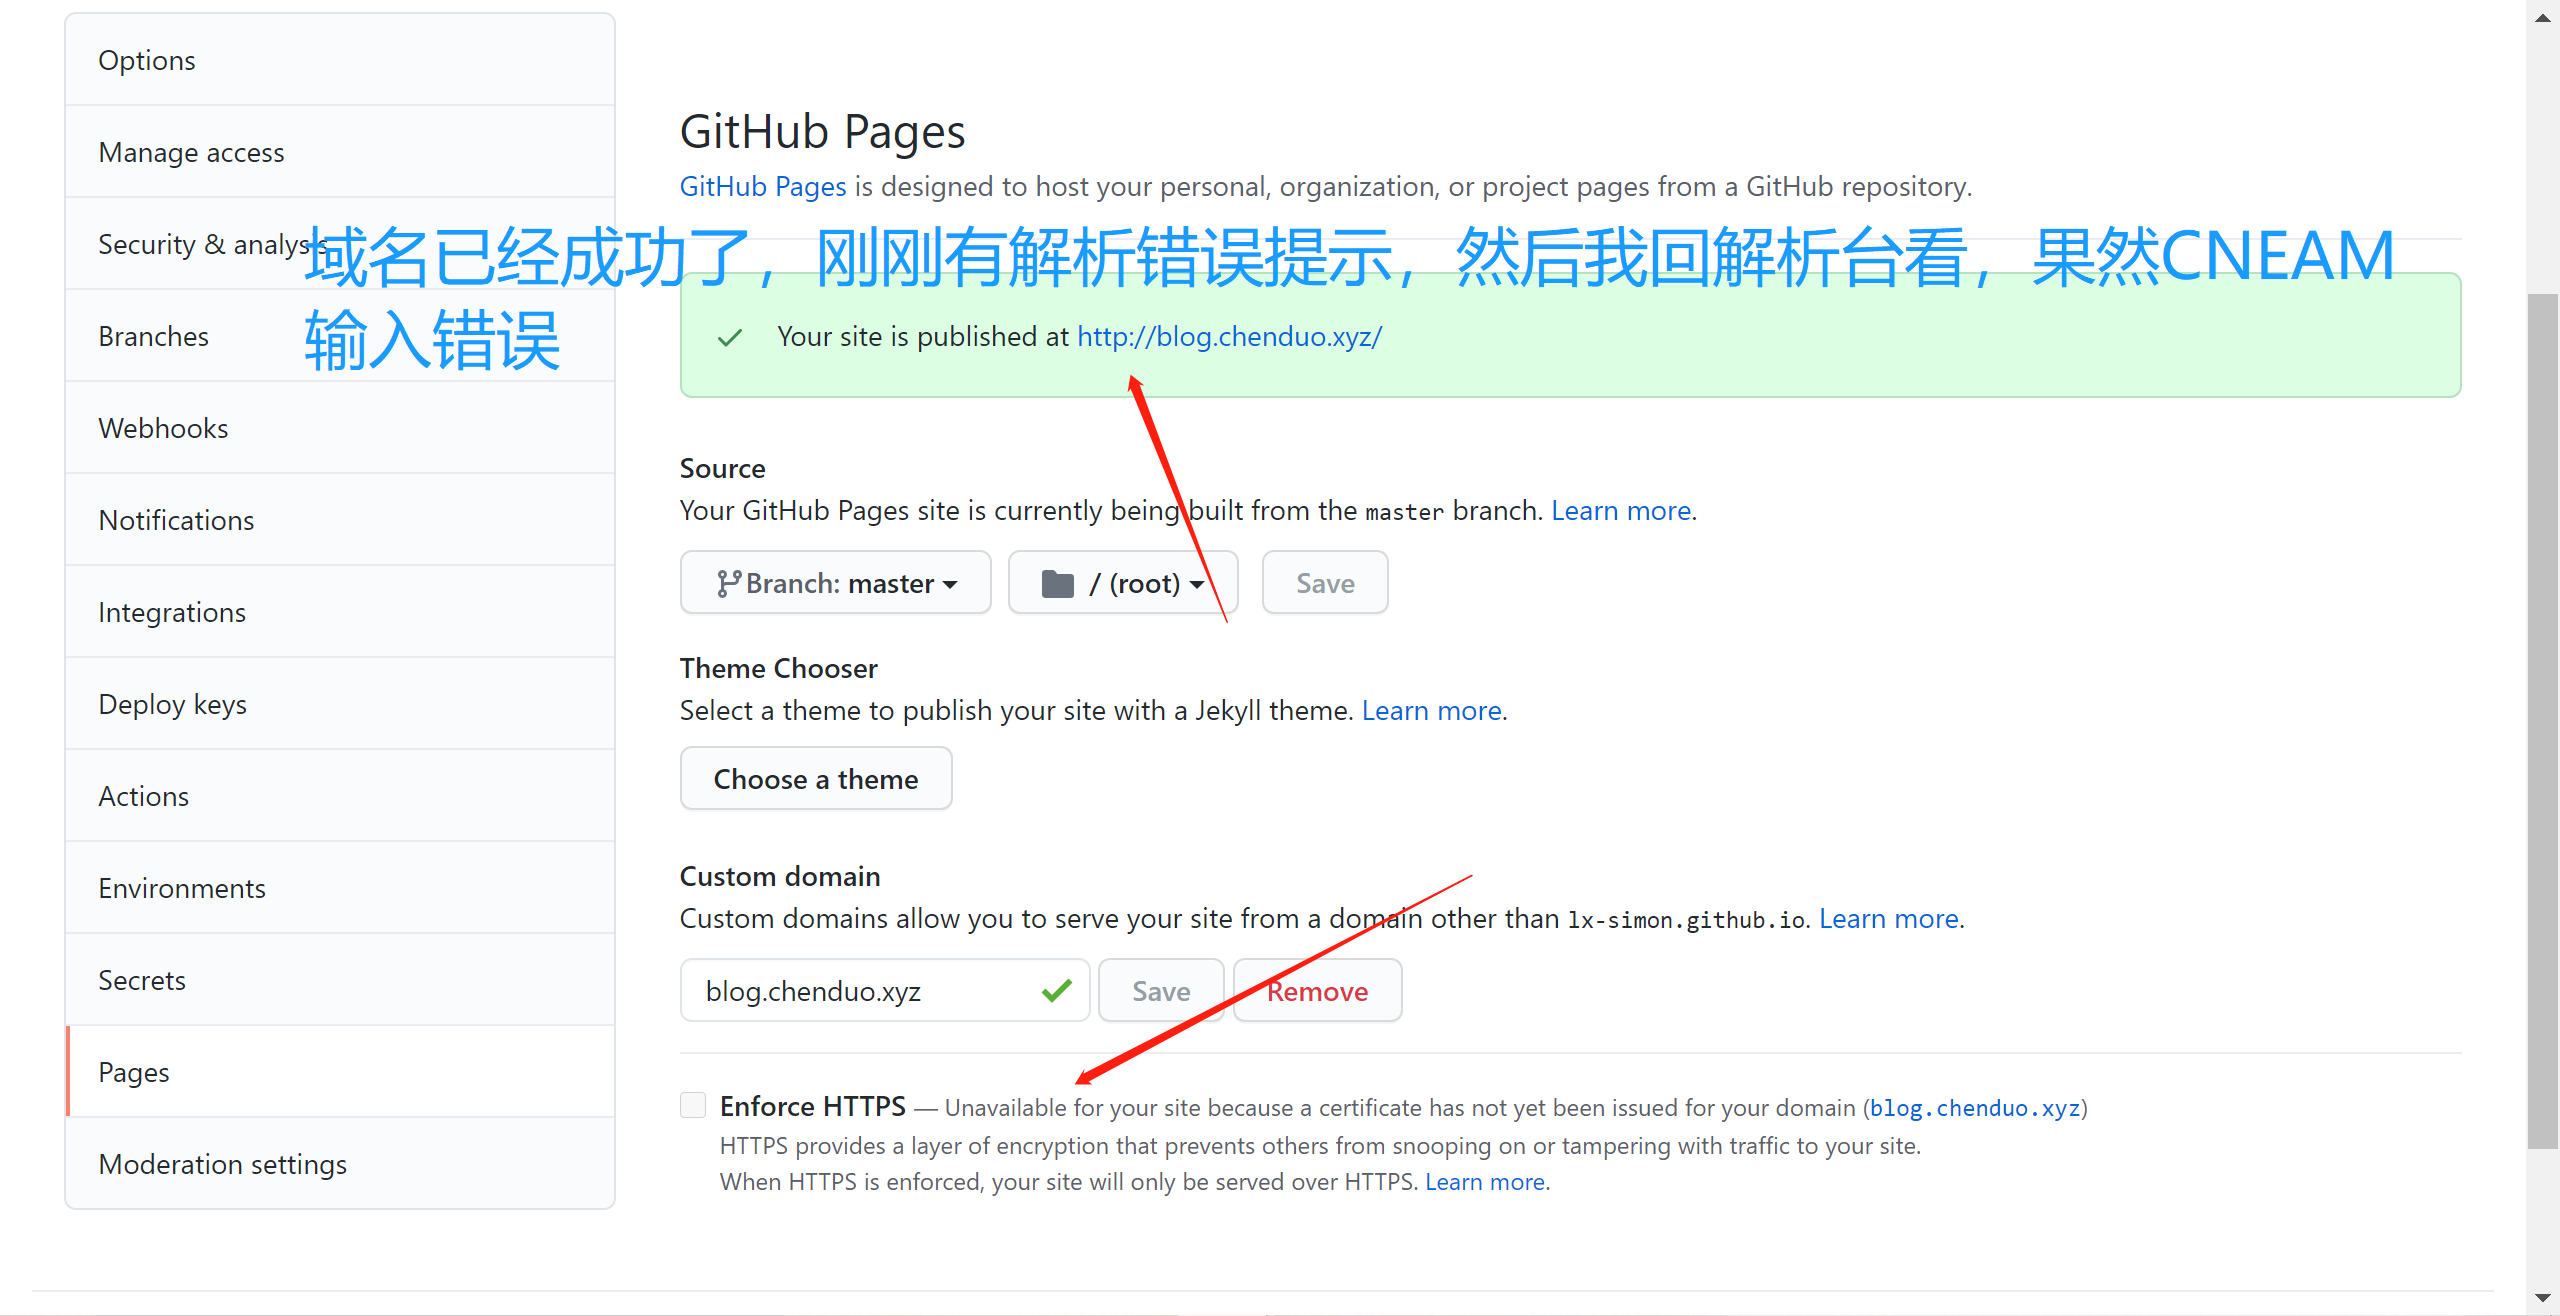 Options
Manage access
Security & analysis
Branches
Webhooks
Notifications
Integrations
Deploy keys
Actions
Environments
Secrets
Pages
Moderation settings
GitHub Pages
GitHub Pages is designed to host your personal, organization, or project pages from a GitHub repository.
域名已经成功了，刚刚有解析错误提示，然后我回解析台看，果然CNEAM
输入错误
Your site is published at http://blog.chenduo.xyz/
Source
Your GitHub Pages site is currently being built from the master branch. Learn more.
Branch: master
/ (root)
Save
Theme Chooser
Select a theme to publish your site with a Jekyll theme. Learn more.
Choose a theme
Custom domain
Custom domains allow you to serve your site from a domain other than lx-simon.github.io. Learn more.
blog.chenduo.xyz
Save
Remove
Enforce HTTPS — Unavailable for your site because a certificate has not yet been issued for your domain (blog.chenduo.xyz)
HTTPS provides a layer of encryption that prevents others from snooping on or tampering with traffic to your site.
When HTTPS is enforced, your site will only be served over HTTPS. Learn more.